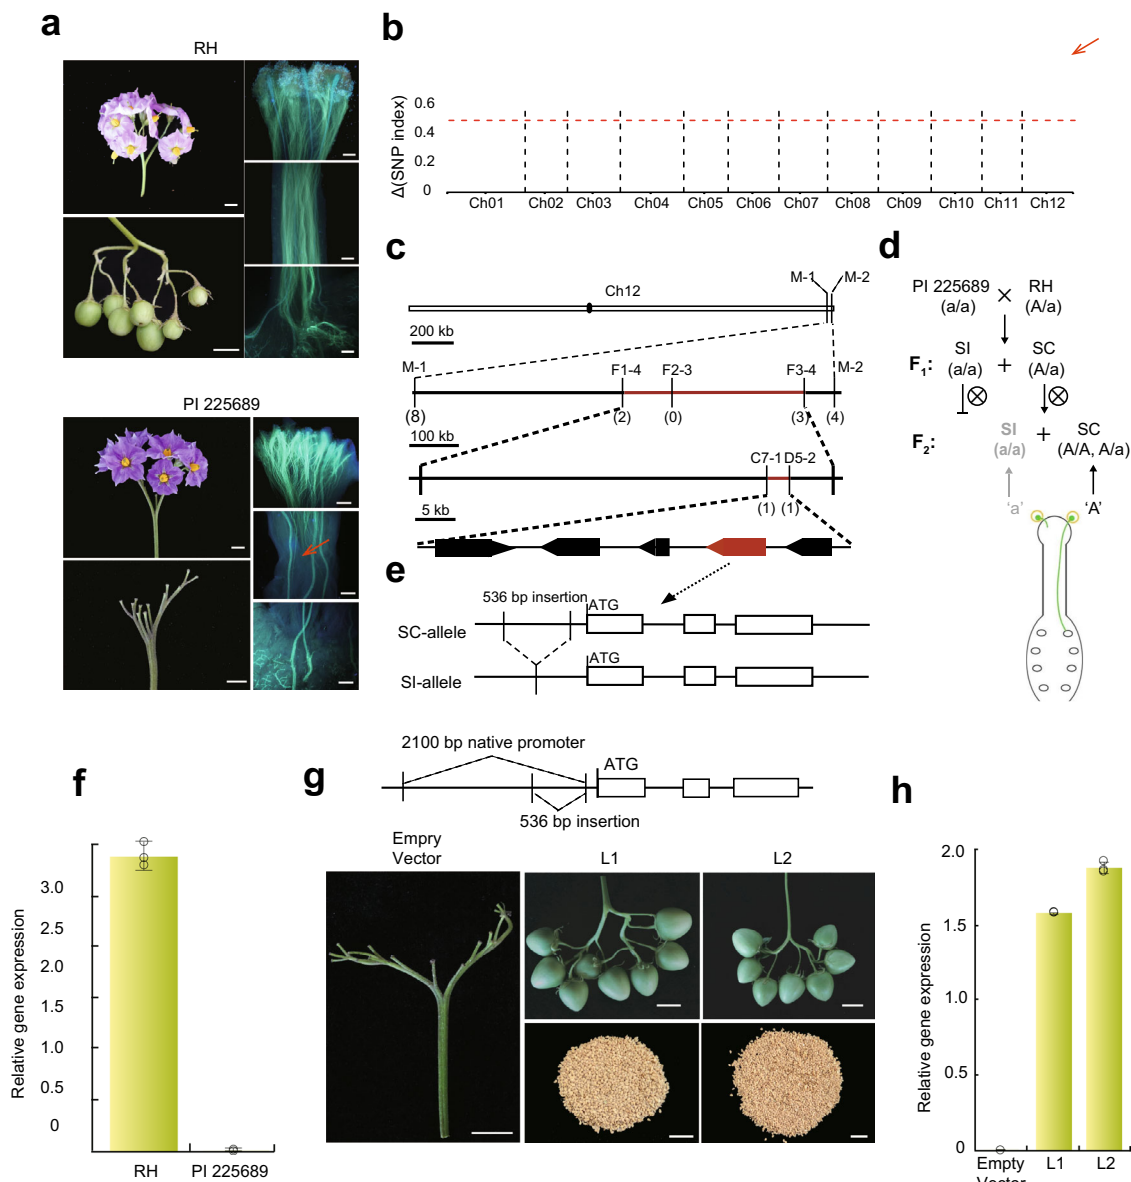 a
RH
PI 225689
b
Δ(SNP index)
0.6
0.4
0.2
0
Ch01 Ch02 Ch03 Ch04 Ch05 Ch06 Ch07 Ch08 Ch09 Ch10 Ch11 Ch12
c
M-1 M-2
Ch12
200 kb
M-1 F1-4 F2-3 F3-4 M-2
(8) (2) (0) (3) (4)
100 kb
C7-1 D5-2
5 kb
(1) (1)
d
PI 225689 × RH
(a/a) (A/a)
F1: SI + SC
(a/a) (A/a)
F2: SI + SC
(a/a) (A/A, A/a)
'a' 'A'
e
536 bp insertion
ATG
SC-allele
ATG
SI-allele
f
Relative gene expression
3.0
2.5
2.0
1.5
1.0
0.5
0
RH PI 225689
g
2100 bp native promoter
ATG
536 bp insertion
Empry
Vector
L1
L2
h
Relative gene expression
2.0
1.5
1.0
0.5
0
Empty L1 L2
Vector